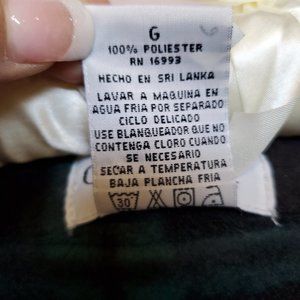 G
100% POLIESTER
RN 16993
HECHO EN SRI LANKA
LAVAR A MAQUINA EN
AGUA FRIA POR SEPARADO
CICLO DELICADO
USE BLANQUEADOR QUE NO
CONTENGA CLORO CUANDO
SE NECESARIO
SECAR A TEMPERATURA
BAJA PLANCHA FRIA
30